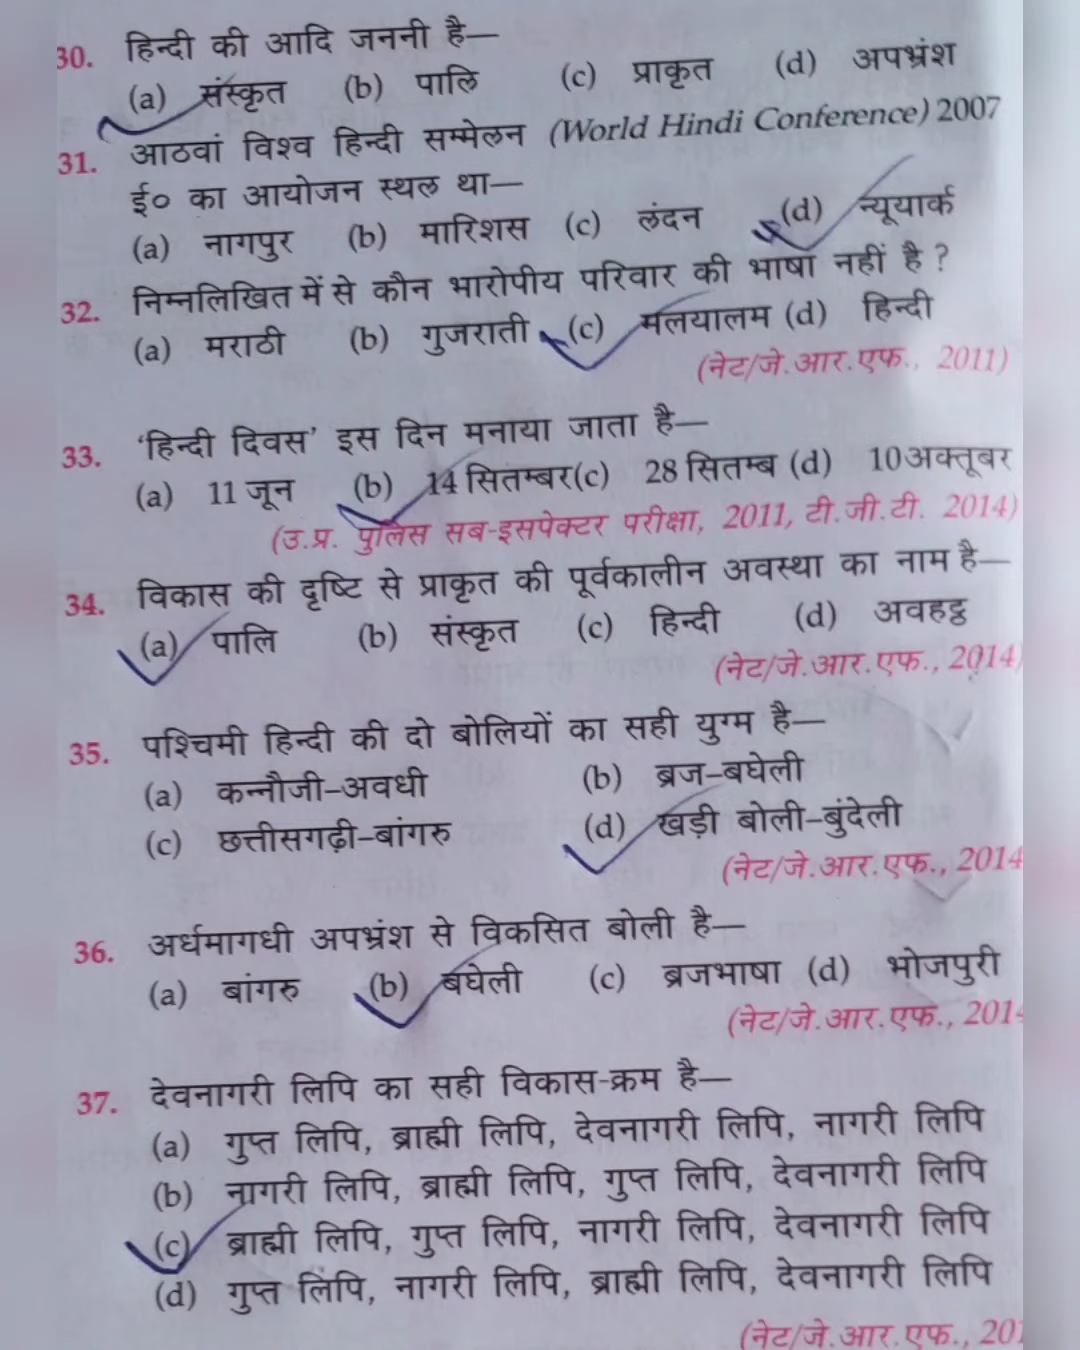 30. हिन्दी की आदि जननी है—
(a) संस्कृत (b) पालि (c) प्राकृत (d) अपभ्रंश
31. आठवां विश्व हिन्दी सम्मेलन (World Hindi Conference) 2007
ई० का आयोजन स्थल था—
(a) नागपुर (b) मारिशस (c) लंदन (d) न्यूयार्क
32. निम्नलिखित में से कौन भारोपीय परिवार की भाषा नहीं है ?
(a) मराठी (b) गुजराती (c) मलयालम (d) हिन्दी
(नेट/जे.आर.एफ., 2011)
33. ‘हिन्दी दिवस’ इस दिन मनाया जाता है—
(a) 11 जून (b) 14 सितम्बर (c) 28 सितम्ब (d) 10 अक्तूबर
(उ.प्र. पुलिस सब-इसपेक्टर परीक्षा, 2011, टी.जी.टी. 2014)
34. विकास की दृष्टि से प्राकृत की पूर्वकालीन अवस्था का नाम है—
(a) पालि (b) संस्कृत (c) हिन्दी (d) अवहट्ठ
(नेट/जे.आर.एफ., 2014)
35. पश्चिमी हिन्दी की दो बोलियों का सही युग्म है—
(a) कन्नौजी–अवधी (b) ब्रज–बघेली
(c) छत्तीसगढ़ी–बांगरु (d) खड़ी बोली–बुंदेली
(नेट/जे.आर.एफ., 2014
36. अर्धमागधी अपभ्रंश से विकसित बोली है—
(a) बांगरु (b) बघेली (c) ब्रजभाषा (d) भोजपुरी
(नेट/जे.आर.एफ., 2014
37. देवनागरी लिपि का सही विकास-क्रम है—
(a) गुप्त लिपि, ब्राह्मी लिपि, देवनागरी लिपि, नागरी लिपि
(b) नागरी लिपि, ब्राह्मी लिपि, गुप्त लिपि, देवनागरी लिपि
(c) ब्राह्मी लिपि, गुप्त लिपि, नागरी लिपि, देवनागरी लिपि
(d) गुप्त लिपि, नागरी लिपि, ब्राह्मी लिपि, देवनागरी लिपि
(नेट/जे.आर.एफ., 201